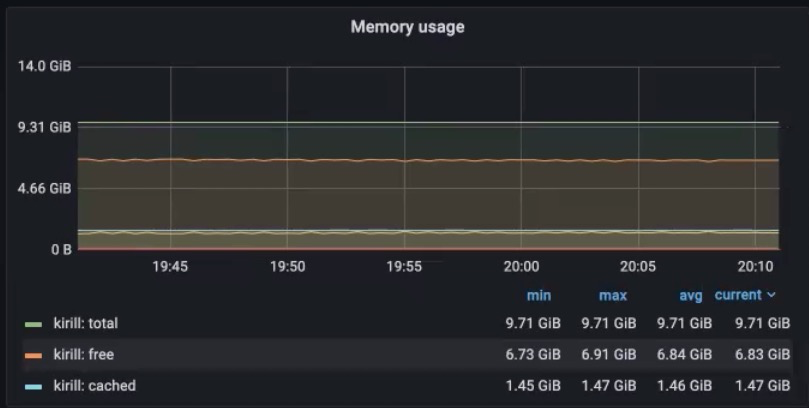 Memory usage
14.0 GiB
9.31 GiB
4.66 GiB
0 B
19:45 19:50 19:55 20:00 20:05 20:10
min max avg current
kirill: total 9.71 GiB 9.71 GiB 9.71 GiB 9.71 GiB
kirill: free 6.73 GiB 6.91 GiB 6.84 GiB 6.83 GiB
kirill: cached 1.45 GiB 1.47 GiB 1.46 GiB 1.47 GiB